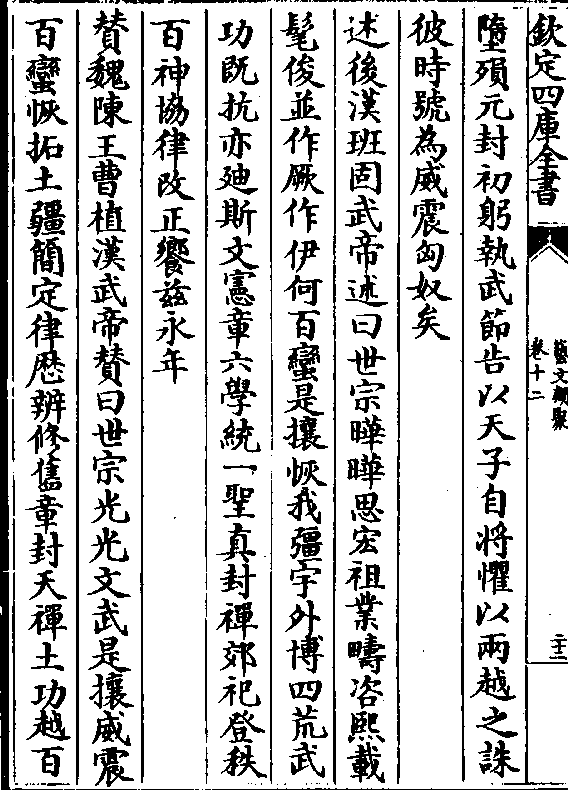 欽定四庫全書
藝文類聚
卷十二
二十二
墮殞元封初躬執武節告以天子自將懼以兩越之誅
彼時號為威震匈奴矣
述後漢班固武帝述曰世宗曄曄思宏祖業疇咨熙載
髦俊並作厥作伊何百蠻是攘恢我疆宇外博四荒武
功既抗亦廸斯文憲章六學統一聖真封禪郊祀登秩
百神協律改正饗茲永年
贊魏陳王曹植漢武帝贊曰世宗光光文武是攘威震
百蠻恢拓土疆簡定律歷辨修舊章封天禪土功越百